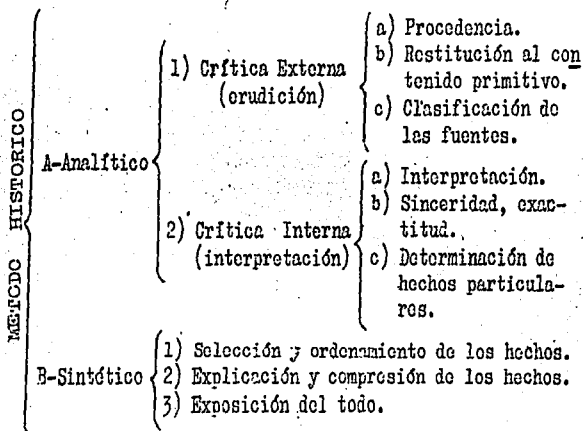 METODO HISTORICO
A-Analítico
1) Crítica Externa
(erudición)
a) Procedencia.
b) Restitución al con
tenido primitivo.
c) Clasificación de
las fuentes.
2) Crítica Interna
(interpretación)
a) Interpretación.
b) Sinceridad, exac-
titud.
c) Determinación de
hechos particula-
res.
B-Sintético
1) Selección y ordenamiento de los hechos.
2) Explicación y compresión de los hechos.
3) Exposición del todo.